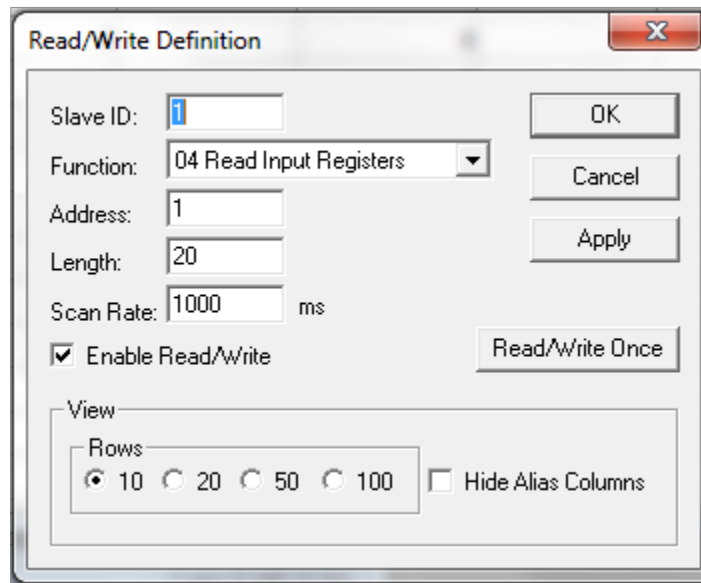 Read/Write Definition
Slave ID: 1
OK
Function: 04 Read Input Registers
Cancel
Address: 1
Apply
Length: 20
Scan Rate: 1000 ms
Enable Read/Write
Read/Write Once
View
Rows
10 20 50 100
Hide Alias Columns